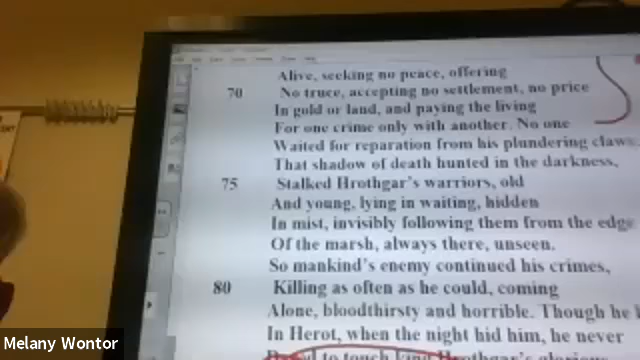 Alive, seeking no peace, offering
70 No truce, accepting no settlement, no price
In gold or land, and paying the living
For one crime only with another. No one
Waited for reparation from his plundering claws:
That shadow of death hunted in the darkness,
75 Stalked Hrothgar's warriors, old
And young, lying in waiting, hidden
In mist, invisibly following them from the edge
Of the marsh, always there, unseen.
So mankind's enemy continued his crimes,
80 Killing as often as he could, coming
Alone, bloodthirsty and horrible. Though he
In Herot, when the night hid him, he never
to touch king Hrothgar's glorious
Melany Wontor